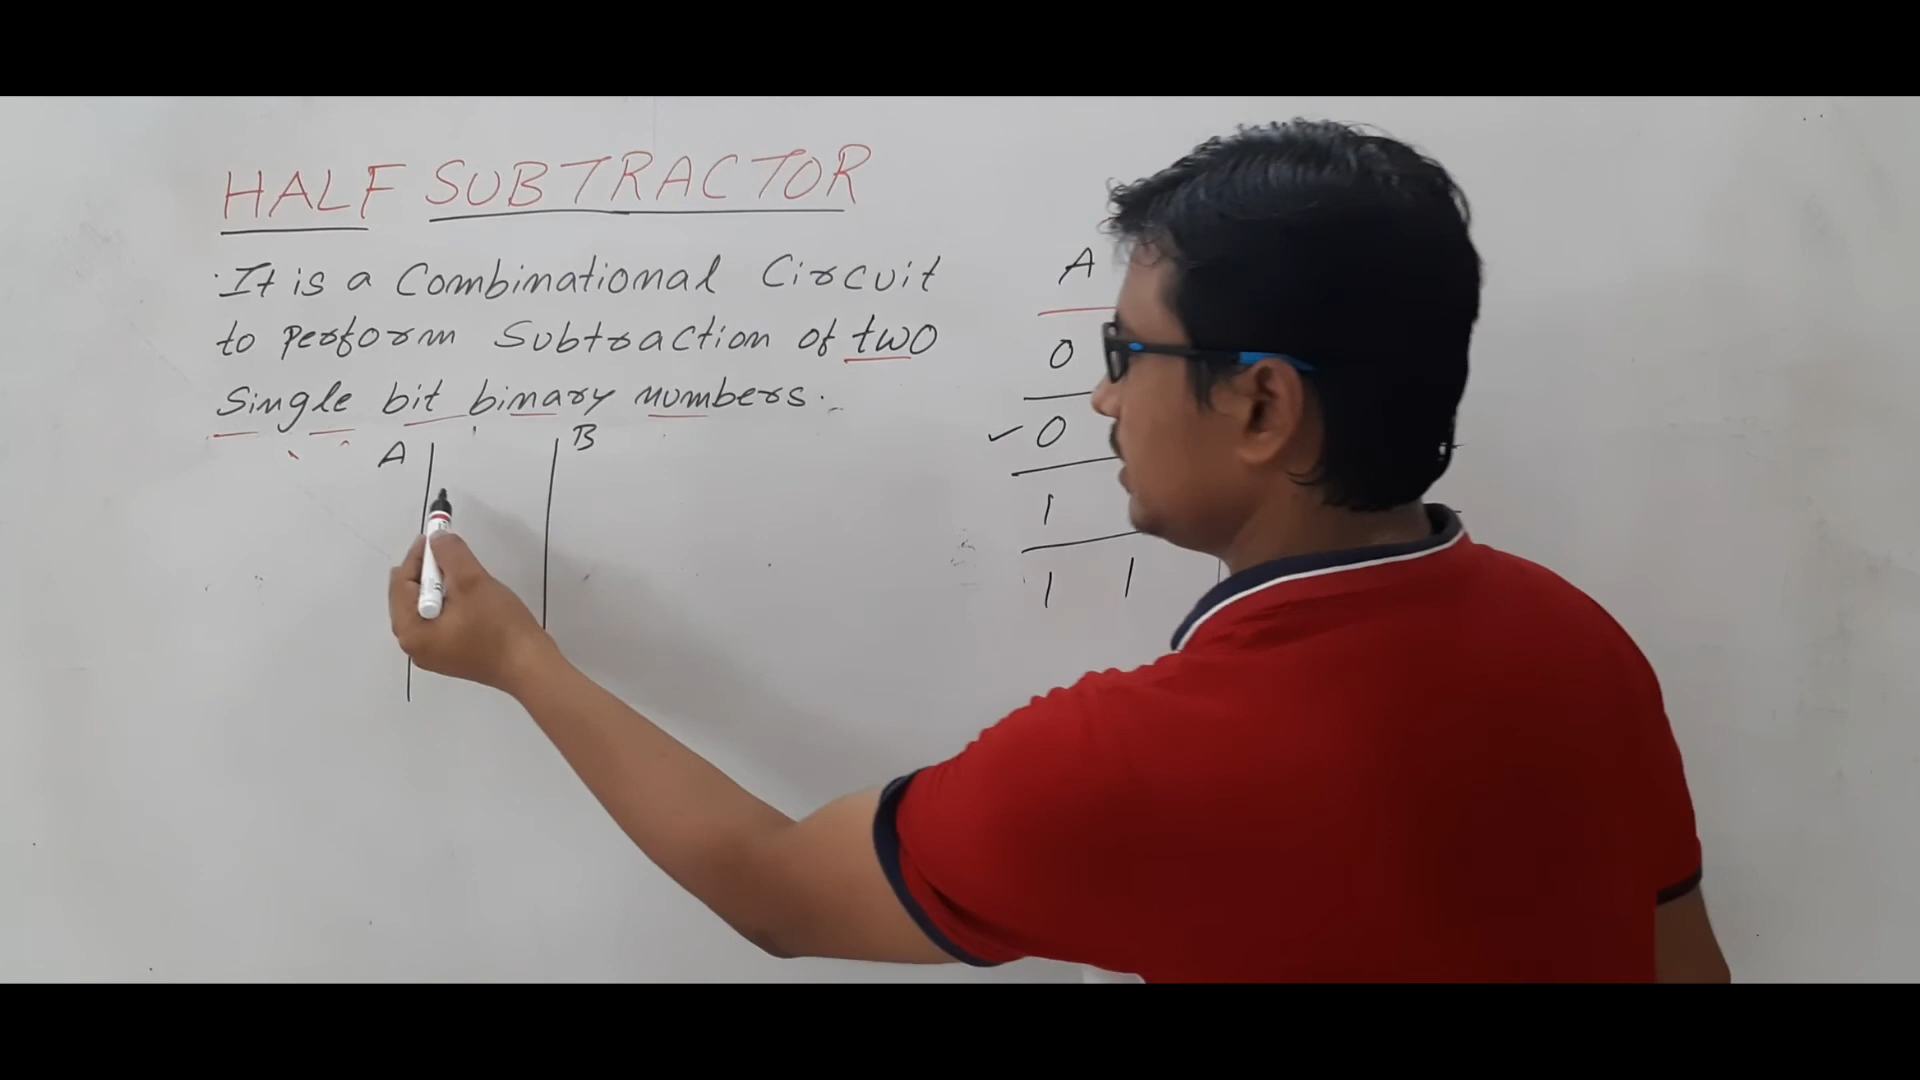 HALF SUBTRACTOR
It is a Combinational Circuit
to perform Subtraction of two
Single bit binary numbers.
A B
A
0
✓ 0
1
1 1